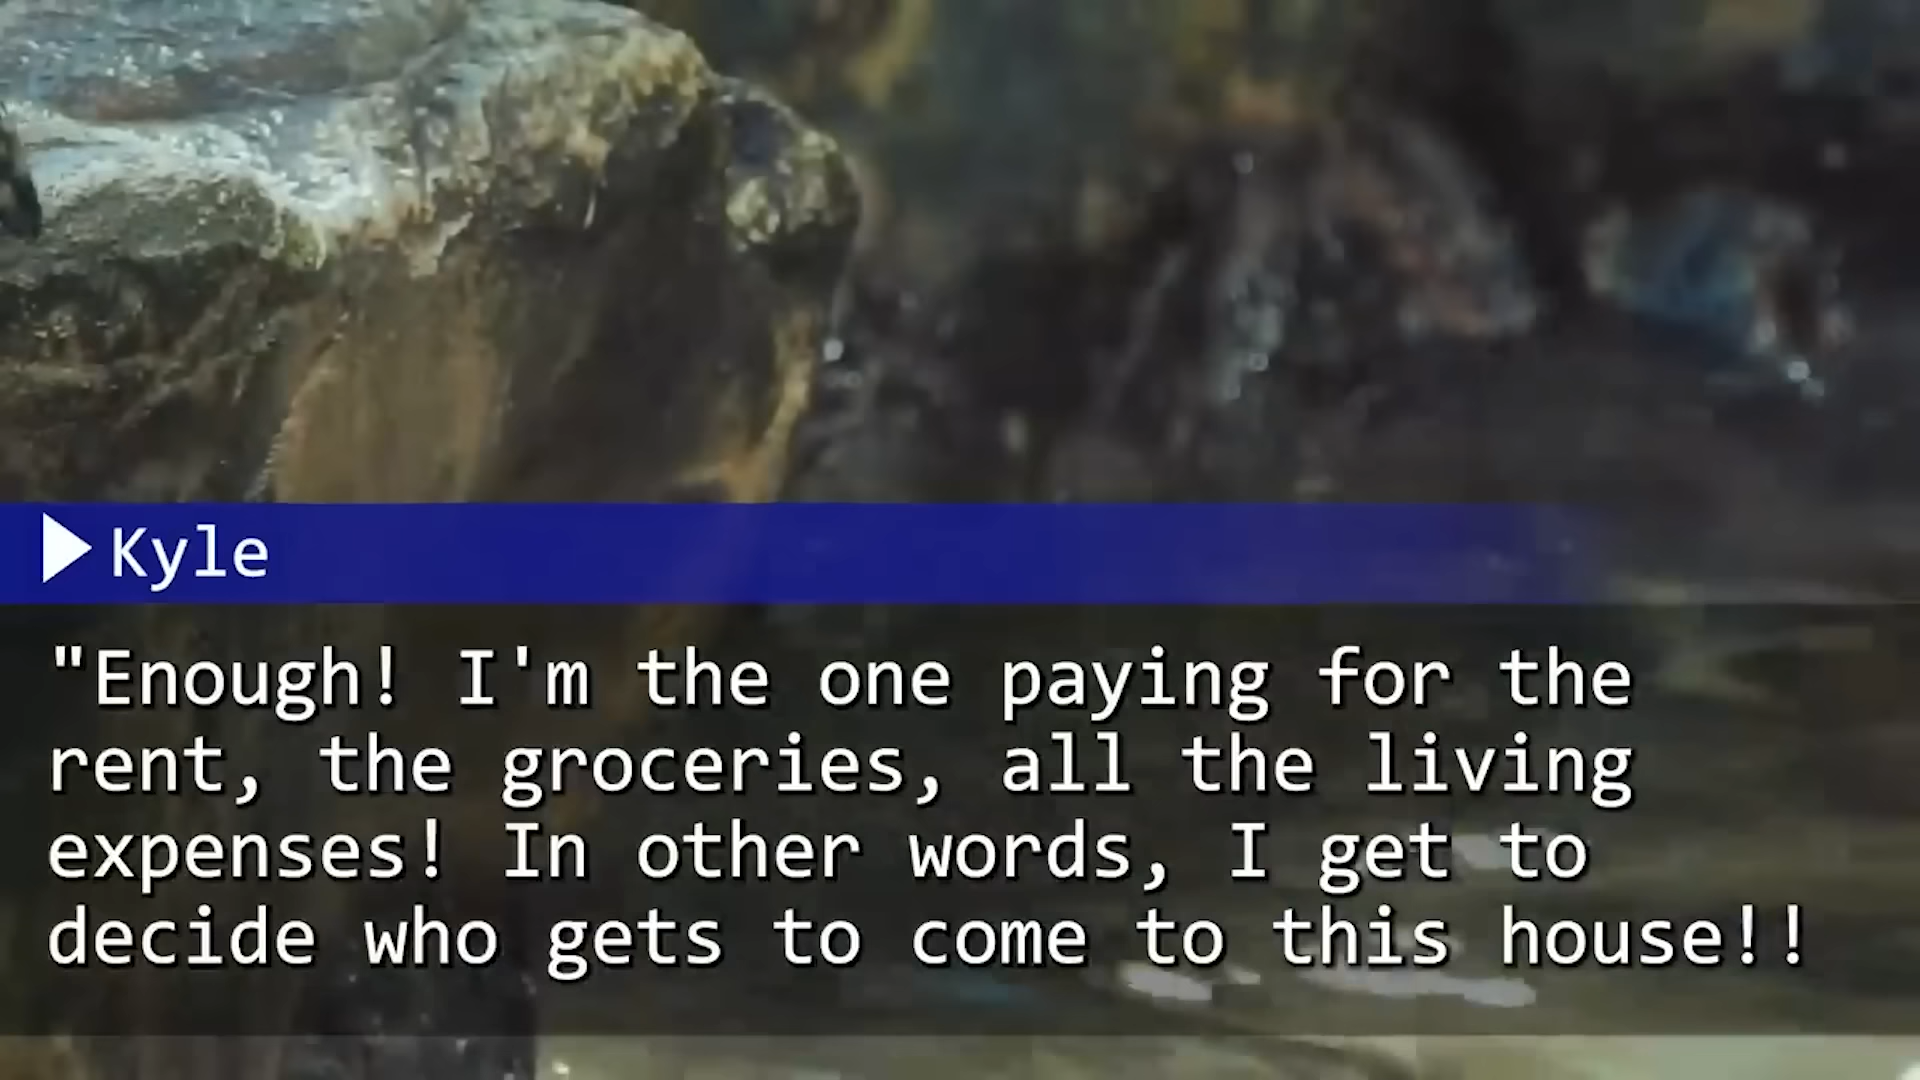 Kyle
"Enough! I'm the one paying for the
rent, the groceries, all the living
expenses! In other words, I get to
decide who gets to come to this house!!